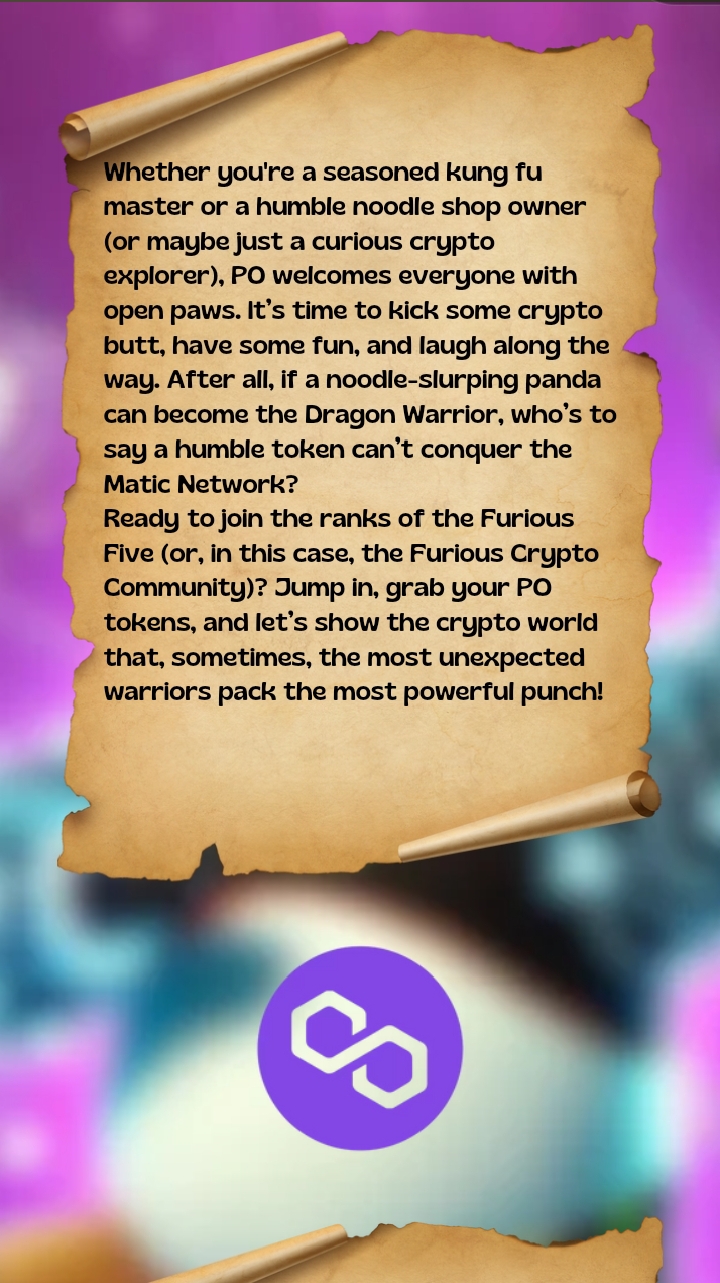 Whether you're a seasoned kung fu
master or a humble noodle shop owner
(or maybe just a curious crypto
explorer), PO welcomes everyone with
open paws. It’s time to kick some crypto
butt, have some fun, and laugh along the
way. After all, if a noodle-slurping panda
can become the Dragon Warrior, who’s to
say a humble token can’t conquer the
Matic Network?
Ready to join the ranks of the Furious
Five (or, in this case, the Furious Crypto
Community)? Jump in, grab your PO
tokens, and let’s show the crypto world
that, sometimes, the most unexpected
warriors pack the most powerful punch!